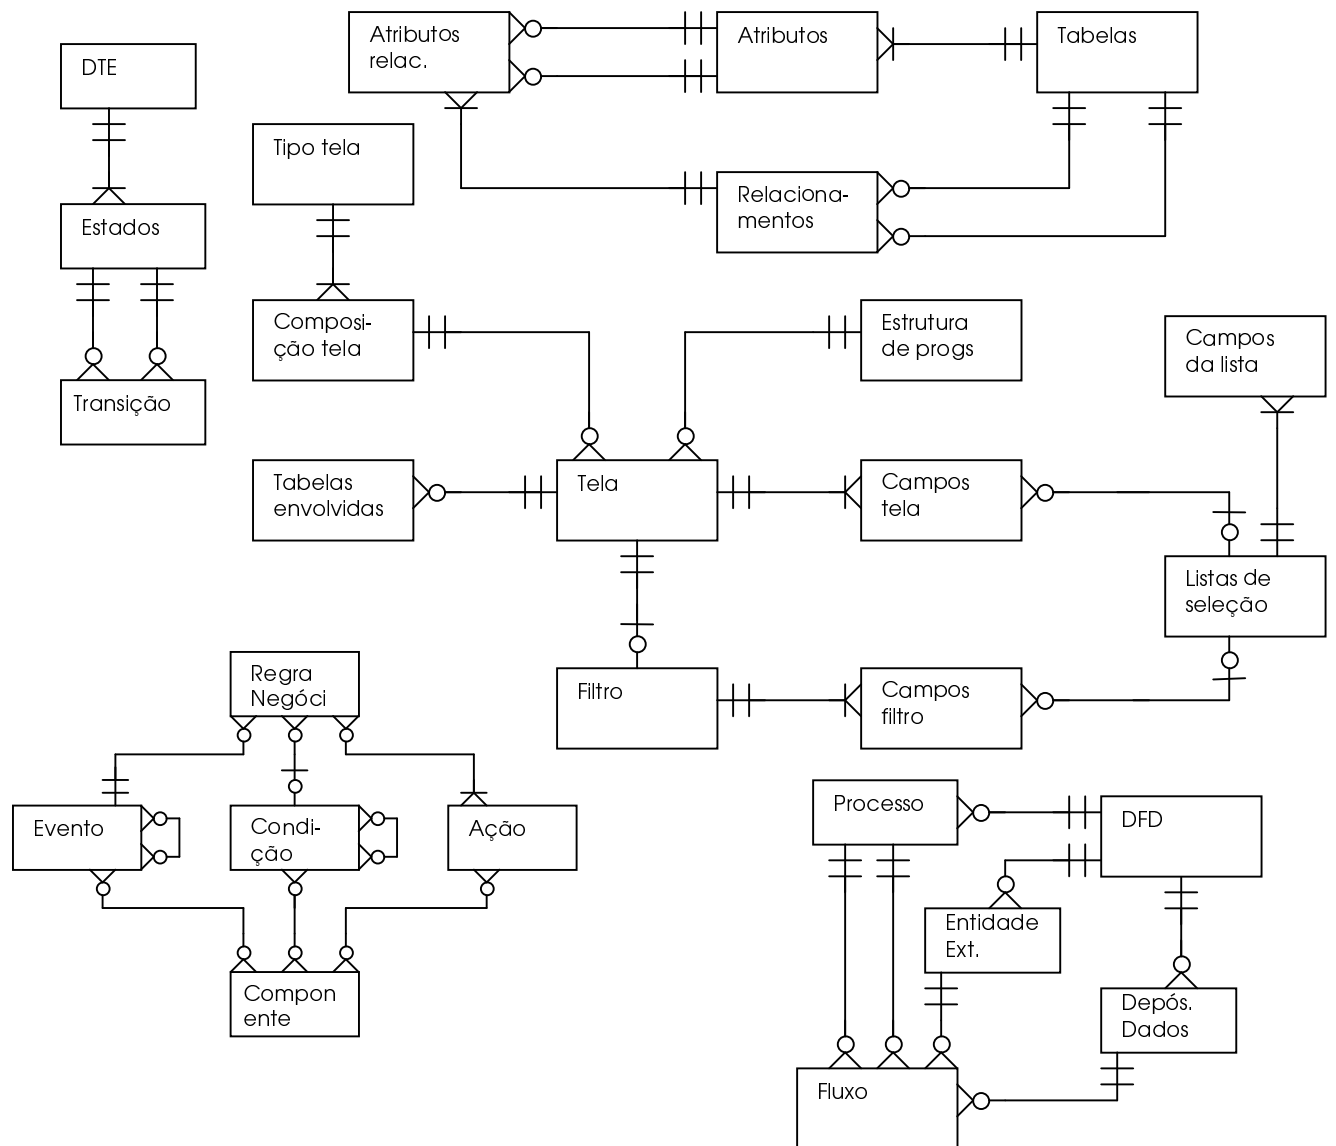 Atributos
relac.
Atributos
Tabelas
DTE
Tipo tela
Relaciona-
mentos
Estados
Composi-
ção tela
Estrutura
de progs
Campos
da lista
Transição
Tabelas
envolvidas
Tela
Campos
tela
Listas de
seleção
Regra
Negóci
Filtro
Campos
filtro
Evento
Condi-
ção
Ação
Processo
DFD
Entidade
Ext.
Compon
ente
Depós.
Dados
Fluxo